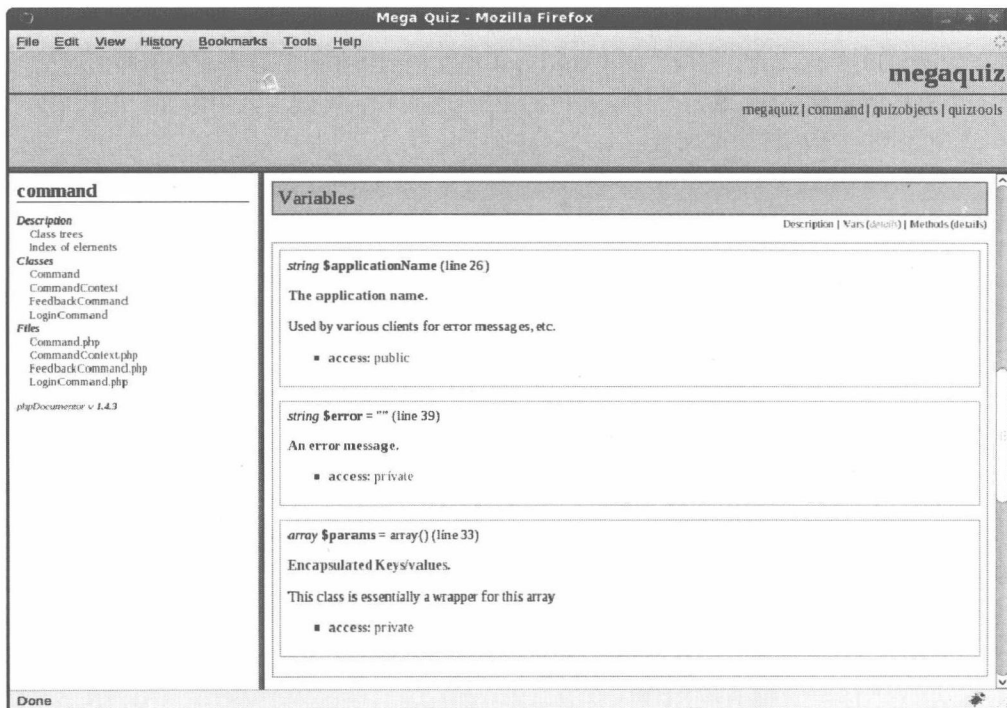 Mega Quiz - Mozilla Firefox
File Edit View History Bookmarks Tools Help
megaquiz
megaquiz | command | quizobjects | quiztools
command
Description
Class trees
Index of elements
Classes
Command
CommandContext
FeedbackCommand
LoginCommand
Files
Command.php
CommandContext.php
FeedbackCommand.php
LoginCommand.php
phpDocumentor v 1.4.3
Variables
Description | Vars (details) | Methods (details)
string $applicationName (line 26)
The application name.
Used by various clients for error messages, etc.
▪ access: public
string $error = "" (line 39)
An error message.
▪ access: private
array $params = array() (line 33)
Encapsulated Keys/values.
This class is essentially a wrapper for this array
▪ access: private
Done